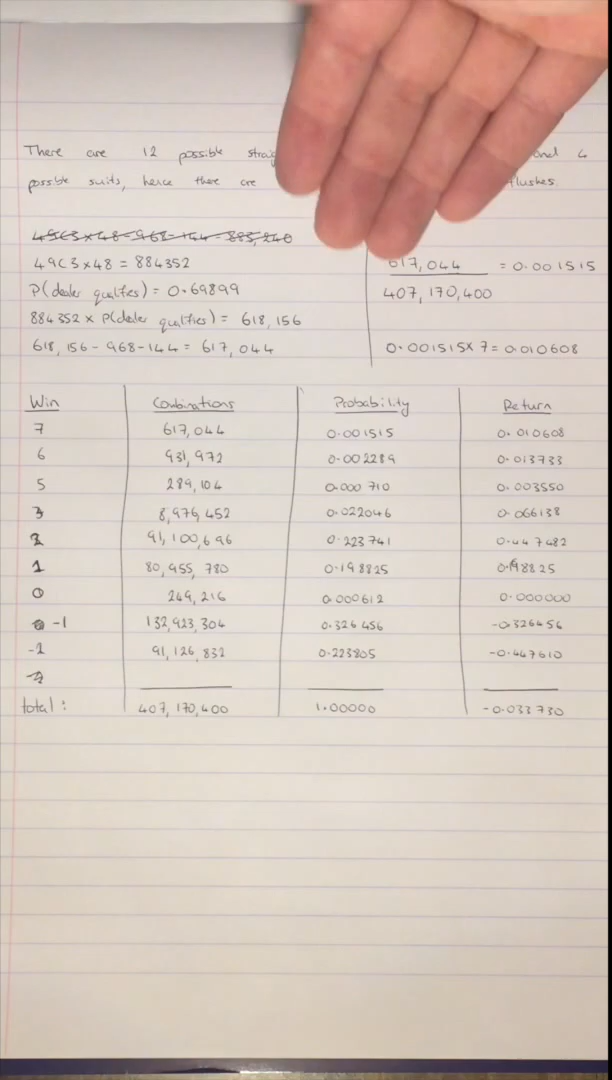 There are 12 possible and 4
possible suits, hence there are flushes.
49C3×48-968-144 = 883,240
49C3×48 = 884352
P(dealer qualfies) = 0.69899
884352 × P(dealer qualfies) = 618,156
618,156-968-144 = 617,044
617,044 = 0.001515
407,170,400
0.001515×7=0.010608
Win Combinations Probability Return
7 617,044 0.001515 0.010608
6 931,972 0.002289 0.013733
5 289,104 0.000710 0.003550
3 8,976,452 0.022046 0.066138
2 91,100,696 0.223741 0.447482
1 80,955,780 0.198825 0.198825
0 249,216 0.000612 0.000000
-1 132,923,304 0.326456 -0.326456
-2 91,126,832 0.223805 -0.447610
total: 407,170,400 1.00000 -0.033730